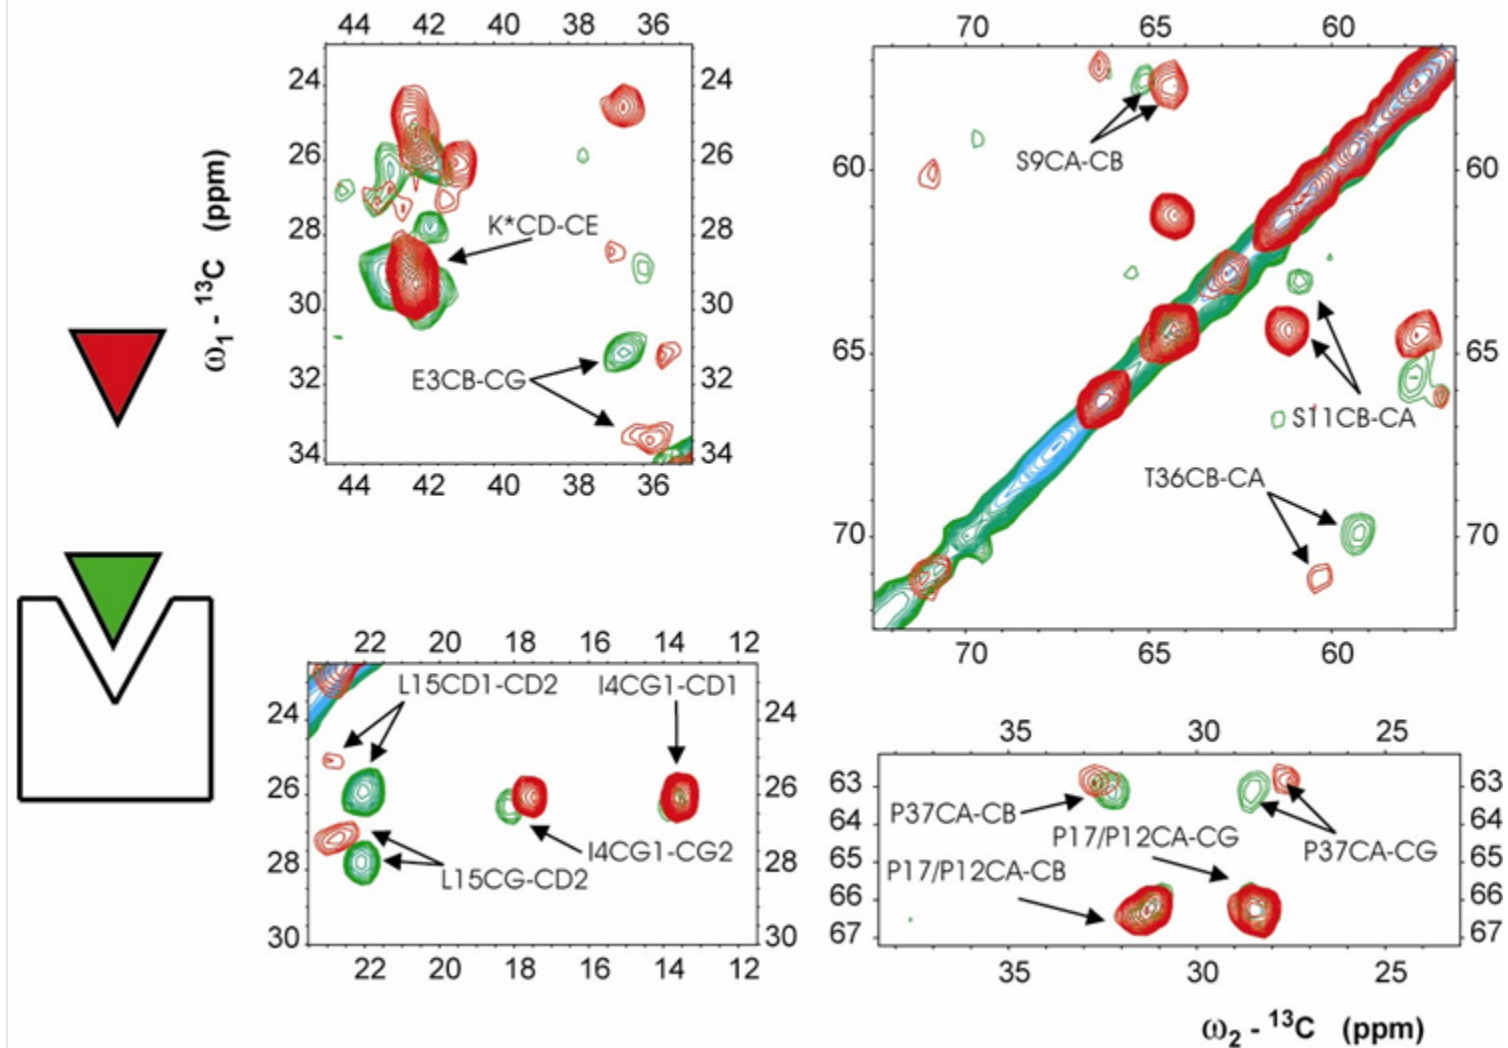 44 42 40 38 36
24 24
26 26
28 28
30 30
32 32
34 34
44 42 40 38 36
K*CD-CE
E3CB-CG
ω1 - 13C (ppm)
70 65 60
60 60
65 65
70 70
70 65 60
S9CA-CB
S11CB-CA
T36CB-CA
22 20 18 16 14 12
24 24
26 26
28 28
30 30
22 20 18 16 14 12
L15CD1-CD2 I4CG1-CD1
I4CG1-CG2
L15CG-CD2
35 30 25
63 63
64 64
65 65
66 66
67 67
35 30 25
P37CA-CB
P17/P12CA-CG
P37CA-CG
P17/P12CA-CB
ω2 - 13C (ppm)